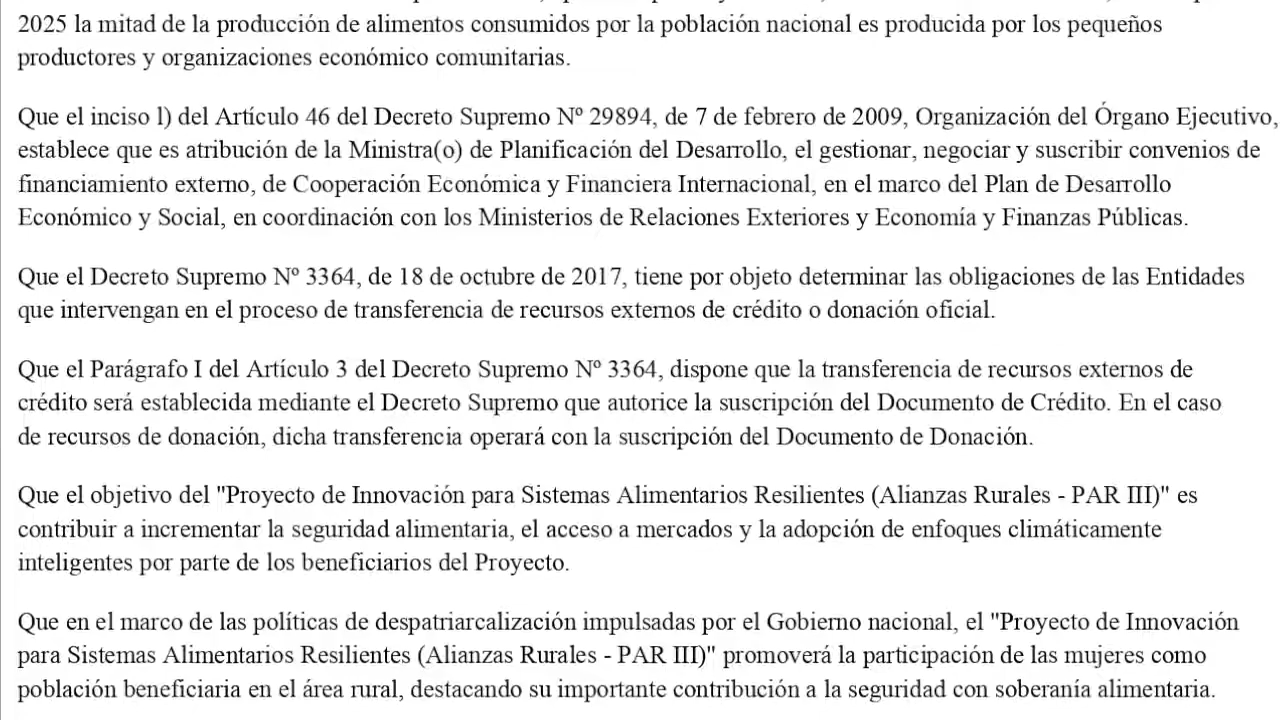 2025 la mitad de la producción de alimentos consumidos por la población nacional es producida por los pequeños
productores y organizaciones económico comunitarias.
Que el inciso l) del Artículo 46 del Decreto Supremo Nº 29894, de 7 de febrero de 2009, Organización del Órgano Ejecutivo,
establece que es atribución de la Ministra(o) de Planificación del Desarrollo, el gestionar, negociar y suscribir convenios de
financiamiento externo, de Cooperación Económica y Financiera Internacional, en el marco del Plan de Desarrollo
Económico y Social, en coordinación con los Ministerios de Relaciones Exteriores y Economía y Finanzas Públicas.
Que el Decreto Supremo Nº 3364, de 18 de octubre de 2017, tiene por objeto determinar las obligaciones de las Entidades
que intervengan en el proceso de transferencia de recursos externos de crédito o donación oficial.
Que el Parágrafo I del Artículo 3 del Decreto Supremo Nº 3364, dispone que la transferencia de recursos externos de
crédito será establecida mediante el Decreto Supremo que autorice la suscripción del Documento de Crédito. En el caso
de recursos de donación, dicha transferencia operará con la suscripción del Documento de Donación.
Que el objetivo del "Proyecto de Innovación para Sistemas Alimentarios Resilientes (Alianzas Rurales - PAR III)" es
contribuir a incrementar la seguridad alimentaria, el acceso a mercados y la adopción de enfoques climáticamente
inteligentes por parte de los beneficiarios del Proyecto.
Que en el marco de las políticas de despatriarcalización impulsadas por el Gobierno nacional, el "Proyecto de Innovación
para Sistemas Alimentarios Resilientes (Alianzas Rurales - PAR III)" promoverá la participación de las mujeres como
población beneficiaria en el área rural, destacando su importante contribución a la seguridad con soberanía alimentaria.